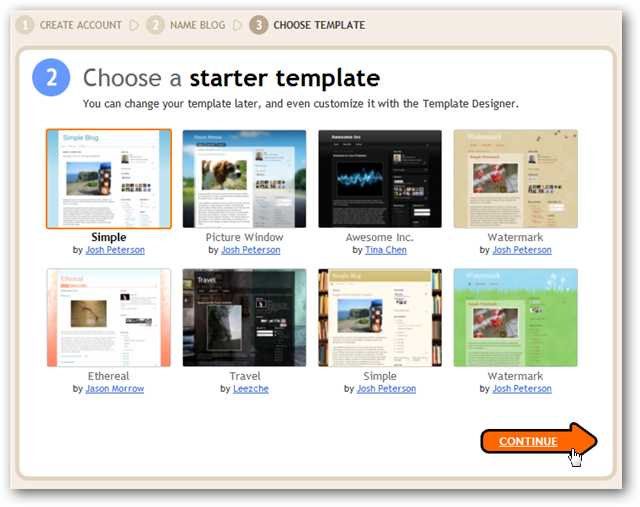 1 CREATE ACCOUNT 2 NAME BLOG 3 CHOOSE TEMPLATE
2 Choose a starter template
You can change your template later, and even customize it with the Template Designer.
Simple Blog Picture Window Awesome Inc Watermark
Simple Picture Window Awesome Inc. Watermark
by Josh Peterson by Josh Peterson by Tina Chen by Josh Peterson
Ethereal Travel Simple Blog Watermark
Ethereal Travel Simple Watermark
by Jason Morrow by Leezche by Josh Peterson by Josh Peterson
CONTINUE